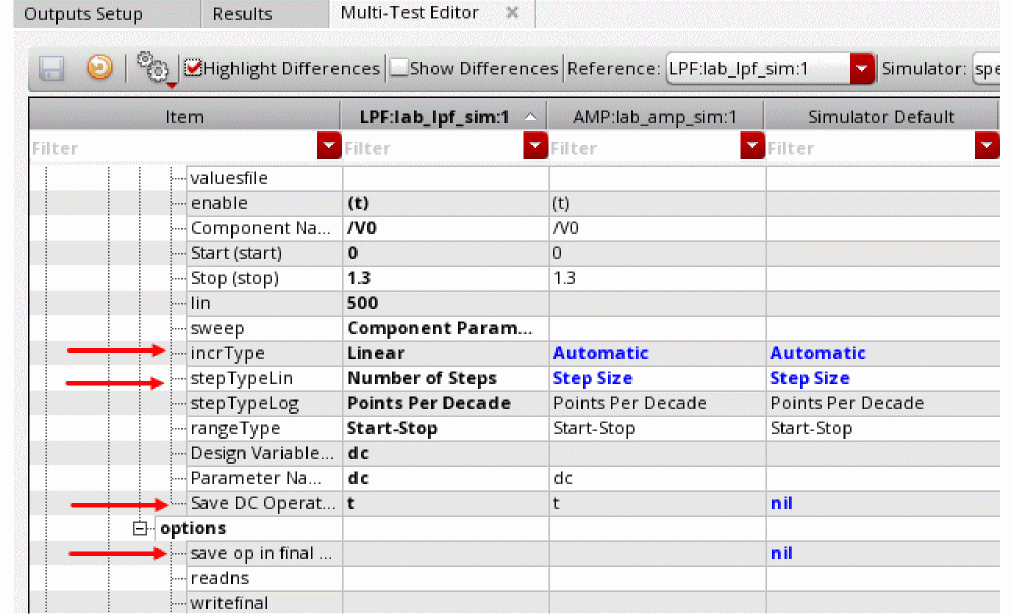 Outputs Setup Results Multi-Test Editor ×
Highlight Differences Show Differences Reference: LPF:lab_lpf_sim:1 Simulator: spe
Item LPF:lab_lpf_sim:1 AMP:lab_amp_sim:1 Simulator Default
Filter Filter Filter Filter
valuesfile
enable (t) (t)
Component Na... /V0 /V0
Start (start) 0 0
Stop (stop) 1.3 1.3
lin 500
sweep Component Param...
incrType Linear Automatic Automatic
stepTypeLin Number of Steps Step Size Step Size
stepTypeLog Points Per Decade Points Per Decade Points Per Decade
rangeType Start-Stop Start-Stop Start-Stop
Design Variable... dc
Parameter Na... dc dc
Save DC Operat... t t nil
options
save op in final ... nil
readns
writefinal